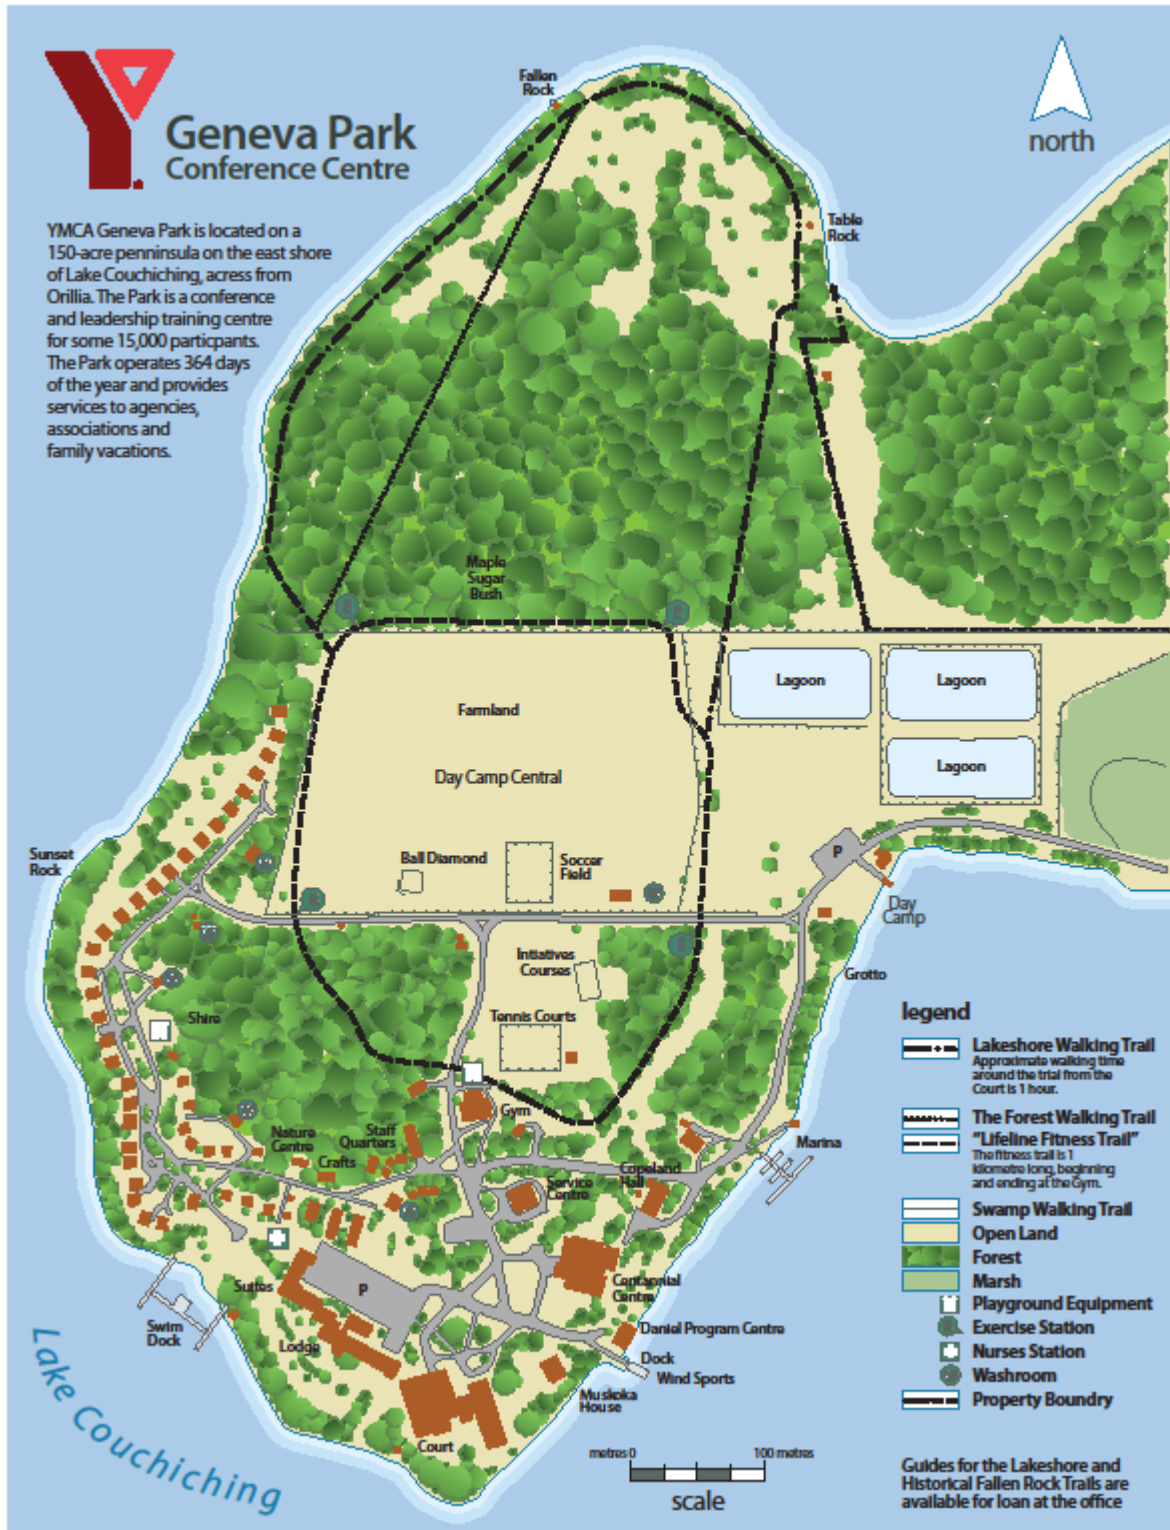 Geneva Park
Conference Centre
YMCA Geneva Park is located on a
150-acre penninsula on the east shore
of Lake Couchiching, acress from
Orillia. The Park is a conference
and leadership training centre
for some 15,000 particpants.
The Park operates 364 days
of the year and provides
services to agencies,
associations and
family vacations.
Fallen
Rock
north
Table
Rock
Maple
Sugar
Bush
E
E
Lagoon
Lagoon
Farmland
Lagoon
Day Camp Central
Sunset
Rock
Ball Diamond
Soccer
Field
P
E
Day
Camp
E
Intiatives
Courses
Grotto
Shire
Tennis Courts
Gym
Nature
Centre
Staff
Quarters
Crafts
Marina
Copeland
Hall
Service
Centre
Suttes
P
Centannial
Centre
Swim
Dock
Lodge
Daniel Program Centre
Dock
Wind Sports
Muskoka
House
Court
Lake Couchiching
metres 0
100 metres
scale
legend
Lakeshore Walking Trail
Approximate walking time
around the trial from the
Court is 1 hour.
The Forest Walking Trail
"Lifeline Fitness Trail"
The fitness trail is 1
kilometre long, beginning
and ending at the Gym.
Swamp Walking Trail
Open Land
Forest
Marsh
Playground Equipment
Exercise Station
Nurses Station
Washroom
Property Boundry
Guides for the Lakeshore and
Historical Fallen Rock Trails are
available for loan at the office